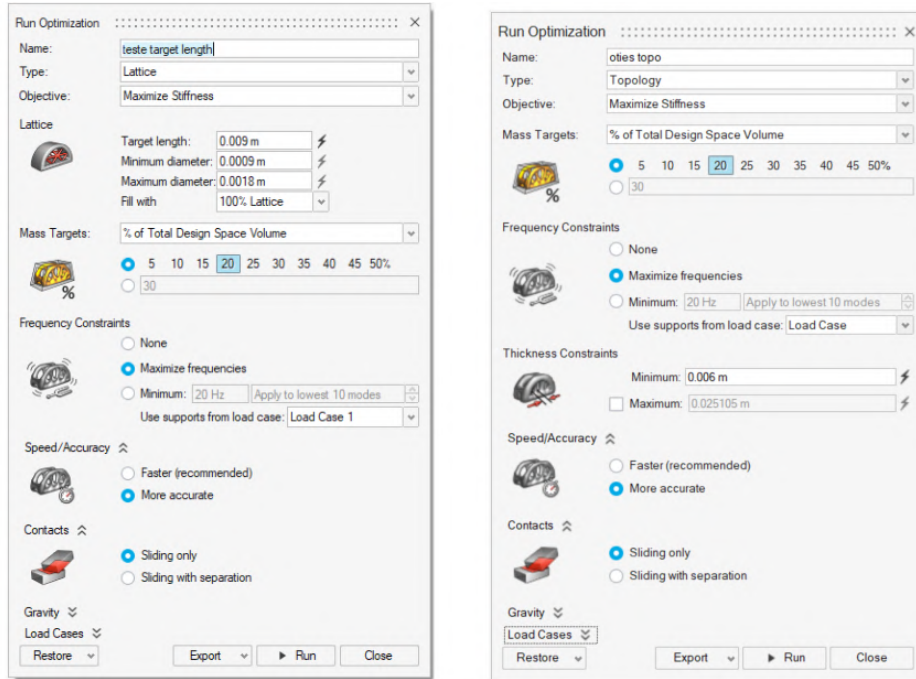 Run Optimization
Name: teste target length
Type: Lattice
Objective: Maximize Stiffness
Lattice
Target length: 0.009 m
Minimum diameter: 0.0009 m
Maximum diameter: 0.0018 m
Fill with 100% Lattice
Mass Targets: % of Total Design Space Volume
5 10 15 20 25 30 35 40 45 50%
%
30
Frequency Constraints
None
Maximize frequencies
Minimum: 20 Hz Apply to lowest 10 modes
Use supports from load case: Load Case 1
Speed/Accuracy
Faster (recommended)
More accurate
Contacts
Sliding only
Sliding with separation
Gravity
Load Cases
Restore Export Run Close
Run Optimization
Name: oties topo
Type: Topology
Objective: Maximize Stiffness
Mass Targets: % of Total Design Space Volume
5 10 15 20 25 30 35 40 45 50%
%
30
Frequency Constraints
None
Maximize frequencies
Minimum: 20 Hz Apply to lowest 10 modes
Use supports from load case: Load Case
Thickness Constraints
Minimum: 0.006 m
Maximum: 0.025105 m
Speed/Accuracy
Faster (recommended)
More accurate
Contacts
Sliding only
Sliding with separation
Gravity
Load Cases
Restore Export Run Close